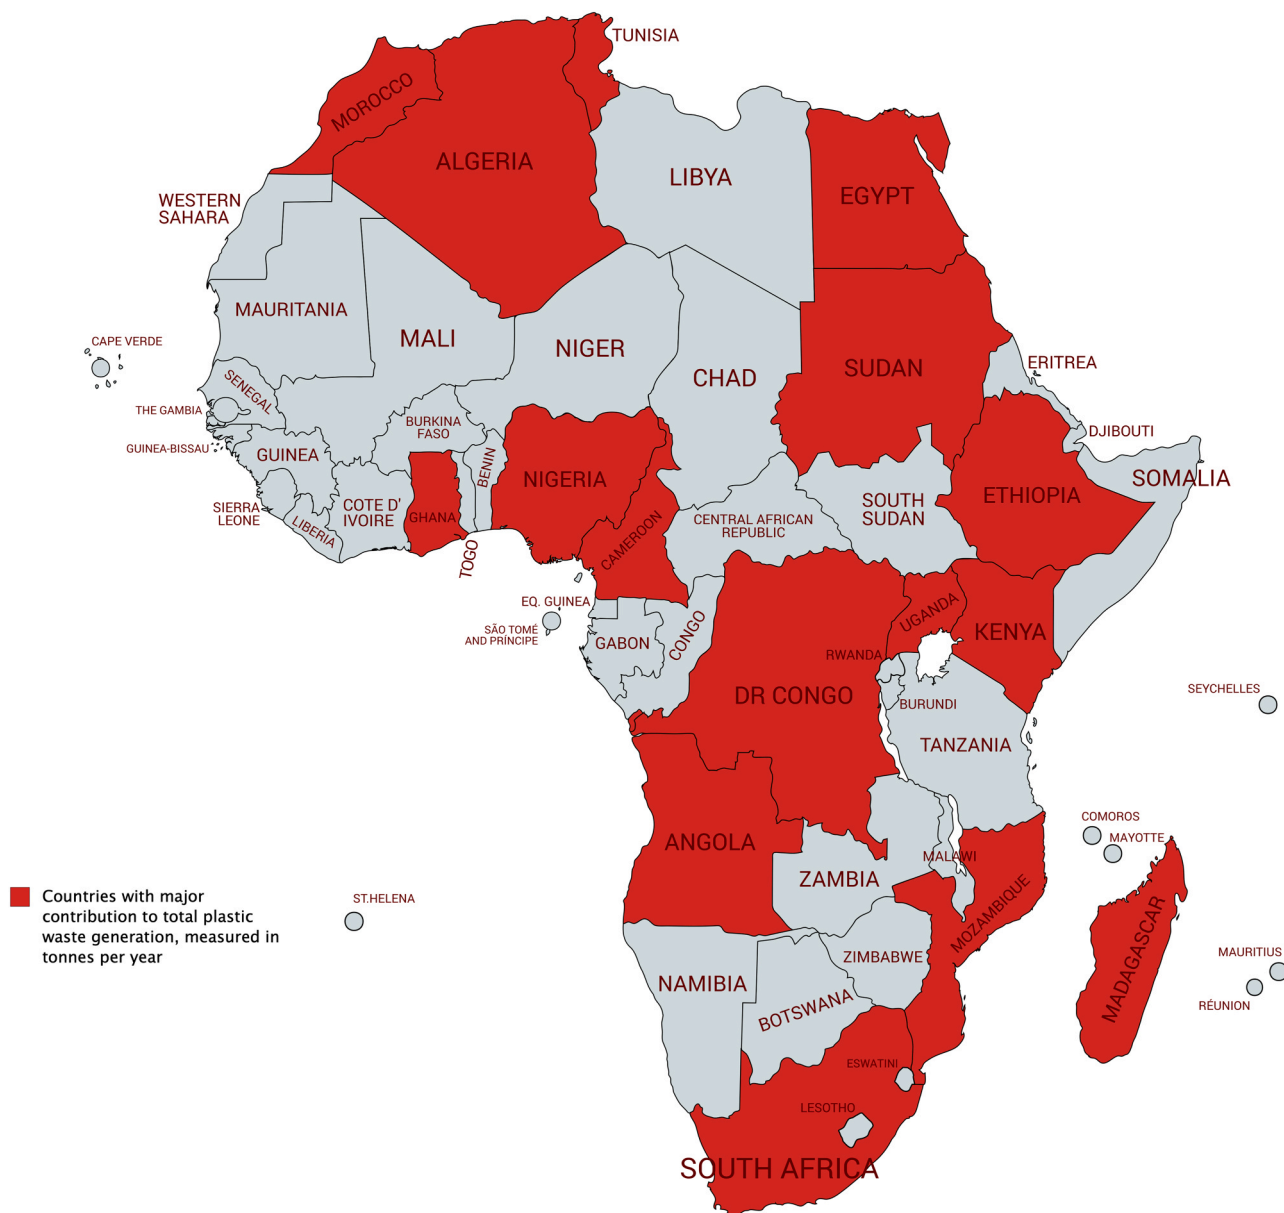 TUNISIA
MOROCCO
ALGERIA
LIBYA
EGYPT
WESTERN
SAHARA
MAURITANIA
MALI
NIGER
CHAD
SUDAN
ERITREA
CAPE VERDE
SENEGAL
THE GAMBIA
GUINEA-BISSAU
GUINEA
BURKINA
FASO
BENIN
NIGERIA
DJIBOUTI
SOMALIA
ETHIOPIA
SOUTH
SUDAN
SIERRA
LEONE
LIBERIA
COTE D'
IVOIRE
GHANA
TOGO
CAMEROON
CENTRAL AFRICAN
REPUBLIC
EQ. GUINEA
SÃO TOMÉ
AND PRÍNCIPE
GABON
CONGO
UGANDA
KENYA
RWANDA
DR CONGO
BURUNDI
SEYCHELLES
TANZANIA
COMOROS
MAYOTTE
ANGOLA
MALAWI
ZAMBIA
MOZAMBIQUE
MADAGASCAR
Countries with major
contribution to total plastic
waste generation, measured in
tonnes per year
ST.HELENA
ZIMBABWE
NAMIBIA
BOTSWANA
MAURITIUS
RÉUNION
ESWATINI
LESOTHO
SOUTH AFRICA